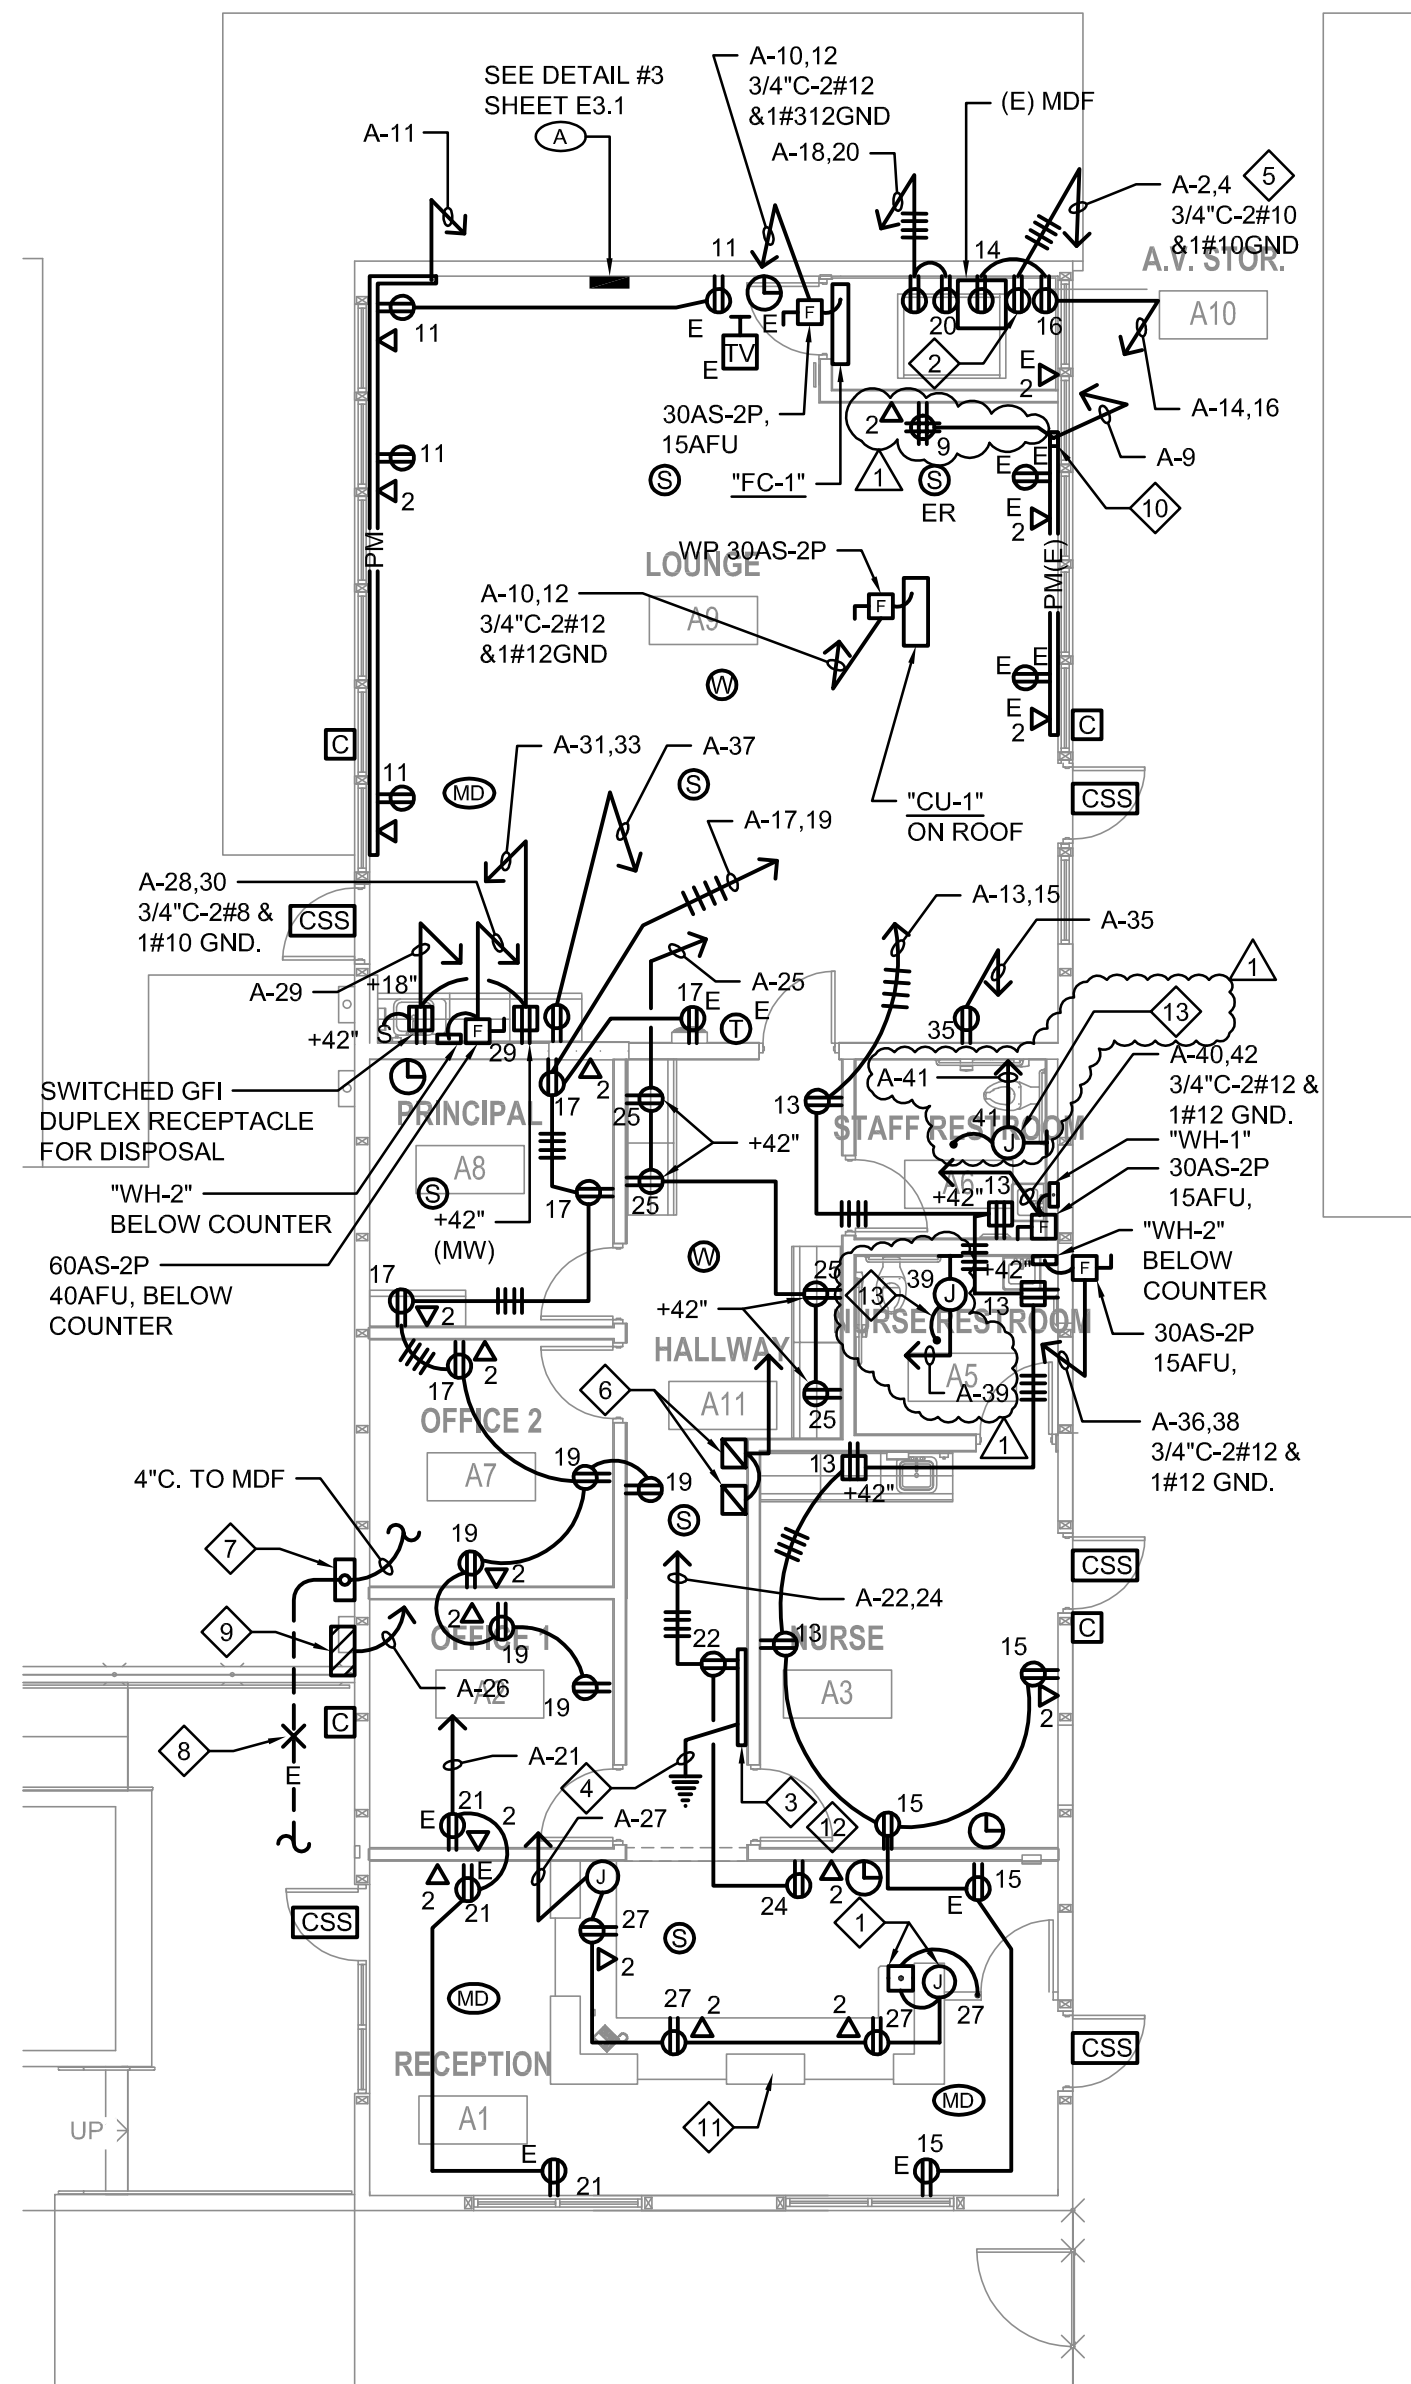 A-10,12
3/4"C-2#12
&1#312GND
SEE DETAIL #3
SHEET E3.1
A
(E) MDF
A-11
A-18,20
A-2,4
5
3/4"C-2#10
&1#10GND
A.V. STOR.
A10
11
14
11
E
E
F
20
16
TV
E
2
E
2
A-14,16
30AS-2P,
15AFU
2
9
A-9
11
1
E
E
"FC-1"
S
S
ER
10
2
E
2
PM
WP 30AS-2P
LOUNGE
PM(E)
A-10,12
3/4"C-2#12
&1#12GND
F
A9
E
E
W
E
2
C
C
A-31,33
A-37
11
MD
S
"CU-1"
ON ROOF
CSS
A-17,19
A-28,30
3/4"C-2#8 &
1#10 GND.
CSS
A-13,15
A-35
A-29
+18"
A-25
17
E
E
1
+42"
S
F
29
T
35
13
A-40,42
3/4"C-2#12 &
1#12 GND.
SWITCHED GFI
DUPLEX RECEPTACLE
FOR DISPOSAL
PRINCIPAL
17
2
25
13
A-41
41
J
STAFF RESTROOM
A8
+42"
"WH-1"
30AS-2P
15AFU,
A6
"WH-2"
BELOW COUNTER
S
+42"
(MW)
17
25
+42"
13
F
"WH-2"
BELOW
COUNTER
W
60AS-2P
40AFU, BELOW
COUNTER
17
2
25
+42"
13
39
J
+42"
13
F
NURSE RESTROOM
30AS-2P
15AFU,
HALLWAY
17
2
6
A11
25
A5
A-39
OFFICE 2
1
A-36,38
3/4"C-2#12 &
1#12 GND.
4"C. TO MDF
A7
19
19
13
+42"
S
7
19
2
A-22,24
9
2
OFFICE 1
19
22
13
NURSE
C
15
A2
A-26
19
A3
2
C
8
E
A-21
4
3
12
CSS
21
E
2
A-27
15
E
2
21
J
24
2
15
E
CSS
27
2
S
1
MD
J
27
2
2
27
27
CSS
RECEPTION
A1
MD
UP
11
E
21
15
E